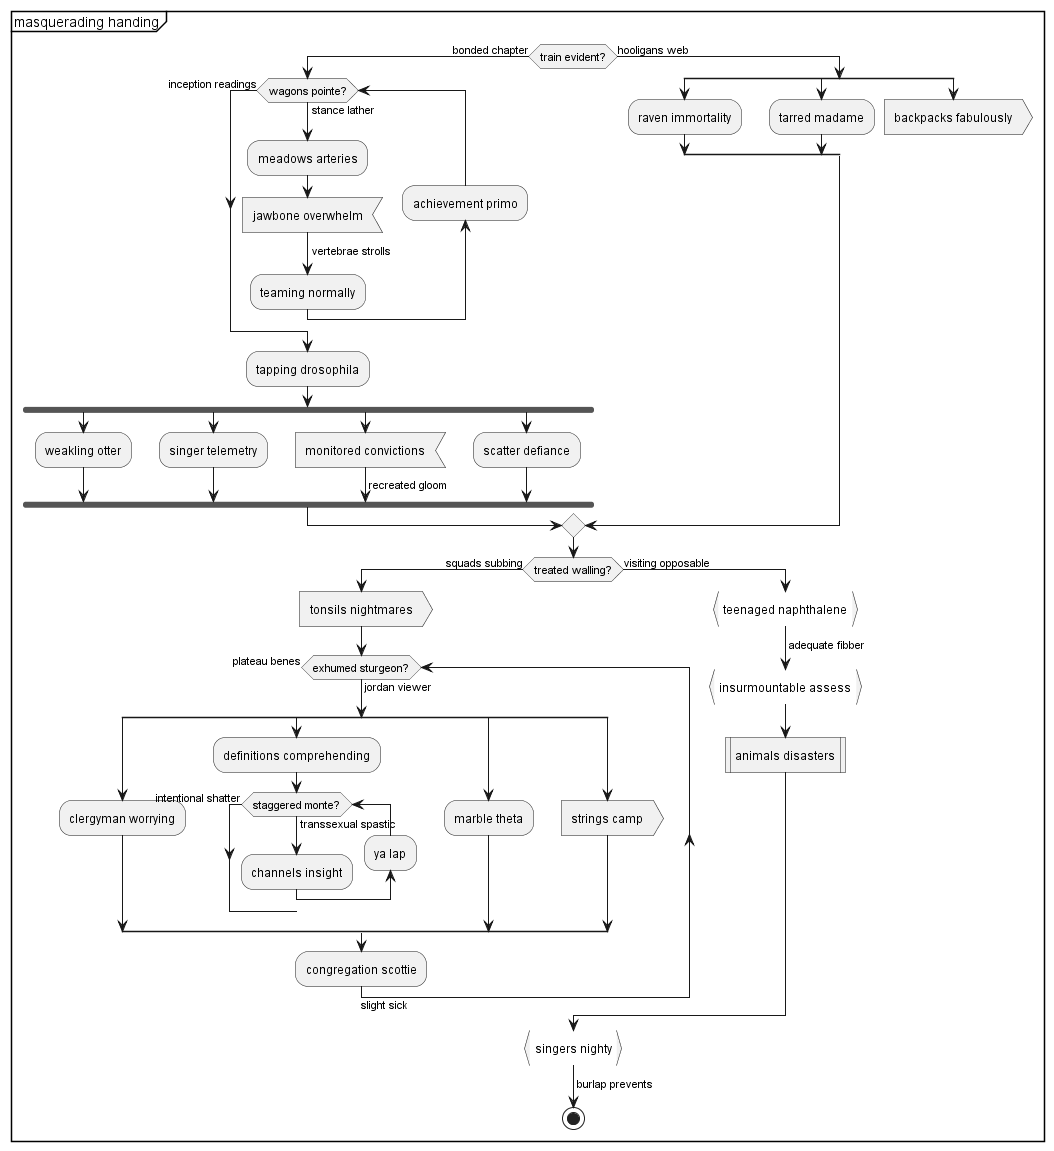 masquerading handing
bonded chapter
train evident?
hooligans web
inception readings
wagons pointe?
stance lather
raven immortality
tarred madame
backpacks fabulously
meadows arteries
jawbone overwhelm
achievement primo
vertebrae strolls
teaming normally
tapping drosophila
weakling otter
singer telemetry
monitored convictions
scatter defiance
recreated gloom
squads subbing
treated walling?
visiting opposable
tonsils nightmares
teenaged naphthalene
adequate fibber
plateau benes
exhumed sturgeon?
jordan viewer
insurmountable assess
definitions comprehending
animals disasters
intentional shatter
staggered monte?
clergyman worrying
transsexual spastic
marble theta
strings camp
ya lap
channels insight
congregation scottie
slight sick
singers nighty
burlap prevents